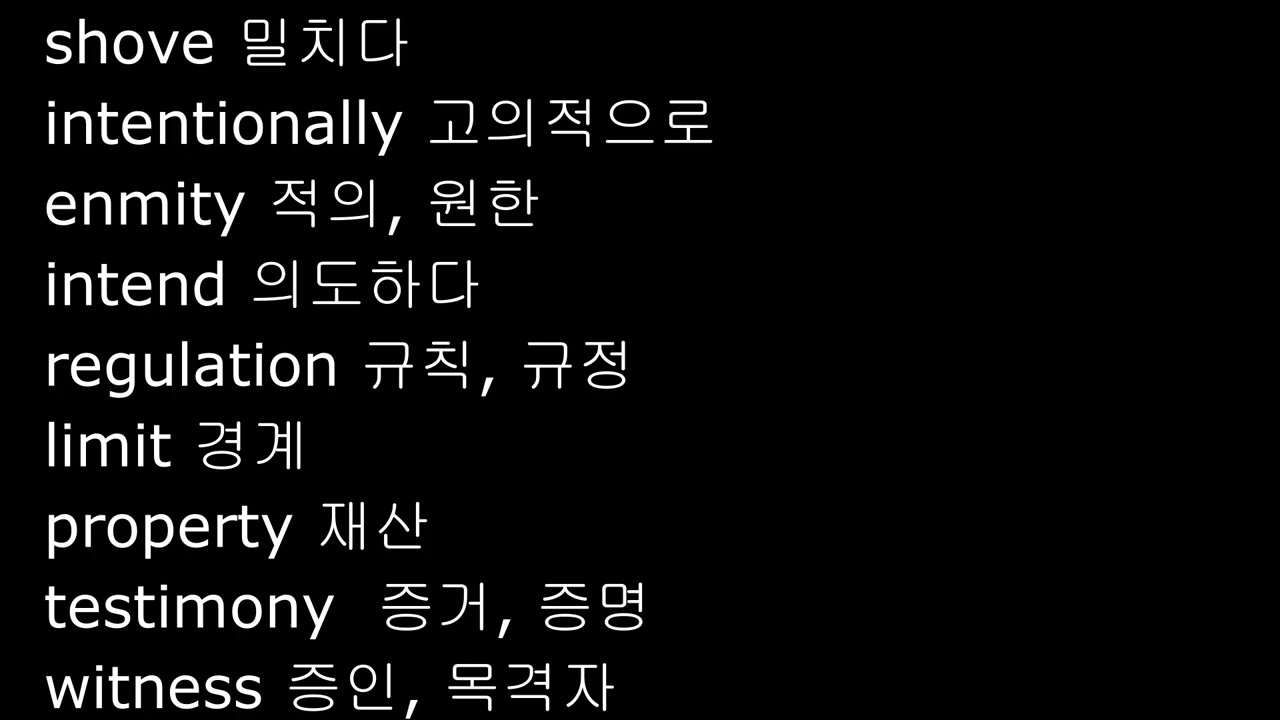 shove 밀치다
intentionally 고의적으로
enmity 적의, 원한
intend 의도하다
regulation 규칙, 규정
limit 경계
property 재산
testimony 증거, 증명
witness 증인, 목격자